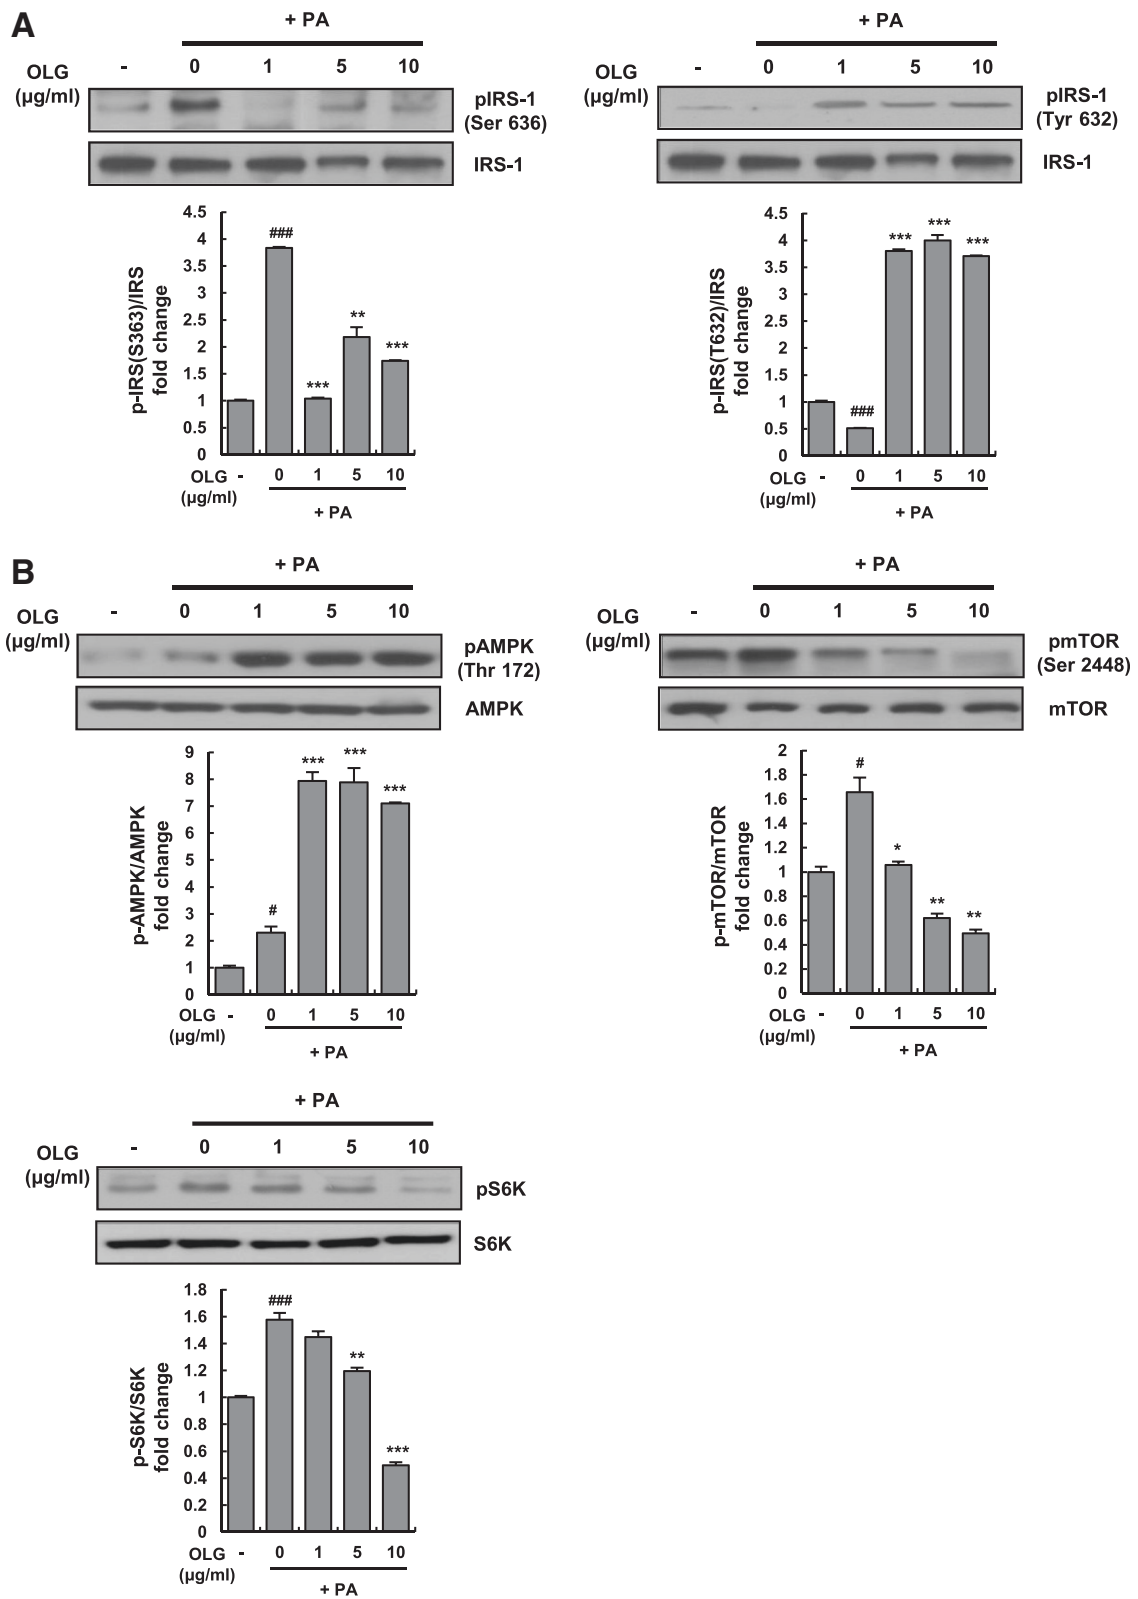 A
+ PA
OLG
(µg/ml)
- 0 1 5 10
pIRS-1
(Ser 636)
IRS-1
4.5
4
3.5
3
2.5
2
1.5
1
0.5
0
p-IRS(S363)/IRS
fold change
###
***
**
***
OLG
(µg/ml)
- 0 1 5 10
+ PA
+ PA
OLG
(µg/ml)
- 0 1 5 10
pIRS-1
(Tyr 632)
IRS-1
4.5
4
3.5
3
2.5
2
1.5
1
0.5
0
p-IRS(T632)/IRS
fold change
###
***
***
***
OLG
(µg/ml)
- 0 1 5 10
+ PA
B
+ PA
OLG
(µg/ml)
- 0 1 5 10
pAMPK
(Thr 172)
AMPK
9
8
7
6
5
4
3
2
1
0
p-AMPK/AMPK
fold change
#
***
***
***
OLG
(µg/ml)
- 0 1 5 10
+ PA
+ PA
OLG
(µg/ml)
- 0 1 5 10
pmTOR
(Ser 2448)
mTOR
2
1.8
1.6
1.4
1.2
1
0.8
0.6
0.4
0.2
0
p-mTOR/mTOR
fold change
#
*
**
**
OLG
(µg/ml)
- 0 1 5 10
+ PA
+ PA
OLG
(µg/ml)
- 0 1 5 10
pS6K
S6K
1.8
1.6
1.4
1.2
1
0.8
0.6
0.4
0.2
0
p-S6K/S6K
fold change
###
**
***
OLG
(µg/ml)
- 0 1 5 10
+ PA